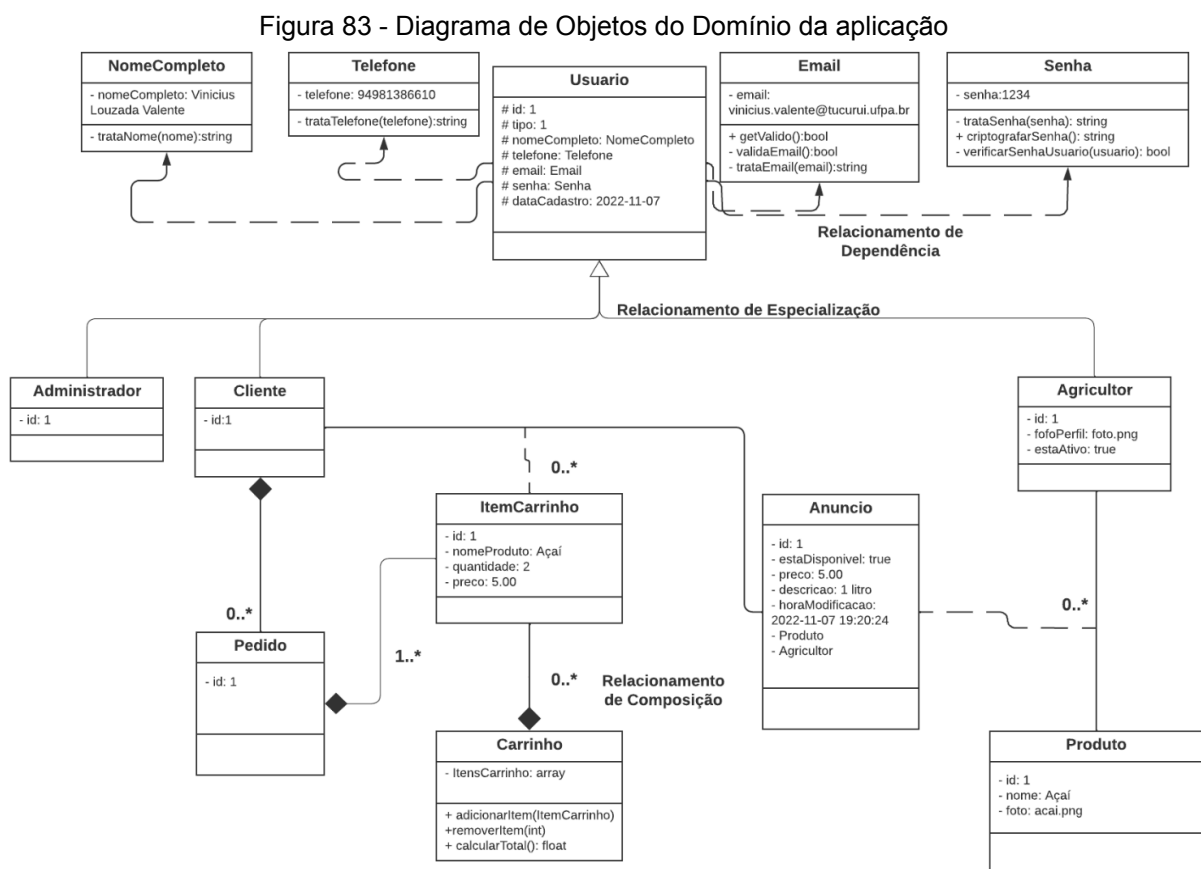 Figura 83 - Diagrama de Objetos do Domínio da aplicação
NomeCompleto
- nomeCompleto: Vinicius
Louzada Valente
- trataNome(nome):string
Telefone
- telefone: 94981386610
- trataTelefone(telefone):string
Usuario
# id: 1
# tipo: 1
# nomeCompleto: NomeCompleto
# telefone: Telefone
# email: Email
# senha: Senha
# dataCadastro: 2022-11-07
Email
- email:
vinicius.valente@tucurui.ufpa.br
+ getValido():bool
- validaEmail():bool
- trataEmail(email):string
Senha
- senha:1234
- trataSenha(senha): string
+ criptografarSenha(): string
- verificarSenhaUsuario(usuario): bool
Relacionamento de
Dependência
Relacionamento de Especialização
Administrador
- id: 1
Cliente
- id:1
Agricultor
- id: 1
- fofoPerfil: foto.png
- estaAtivo: true
0..*
ItemCarrinho
- id: 1
- nomeProduto: Açaí
- quantidade: 2
- preco: 5.00
Anuncio
- id: 1
- estaDisponivel: true
- preco: 5.00
- descricao: 1 litro
- horaModificacao:
2022-11-07 19:20:24
- Produto
- Agricultor
0..*
0..*
Pedido
- id: 1
1..*
0..*
Relacionamento
de Composição
Carrinho
- ItensCarrinho: array
+ adicionarItem(ItemCarrinho)
+removerItem(int)
+ calcularTotal(): float
Produto
- id: 1
- nome: Açaí
- foto: acai.png